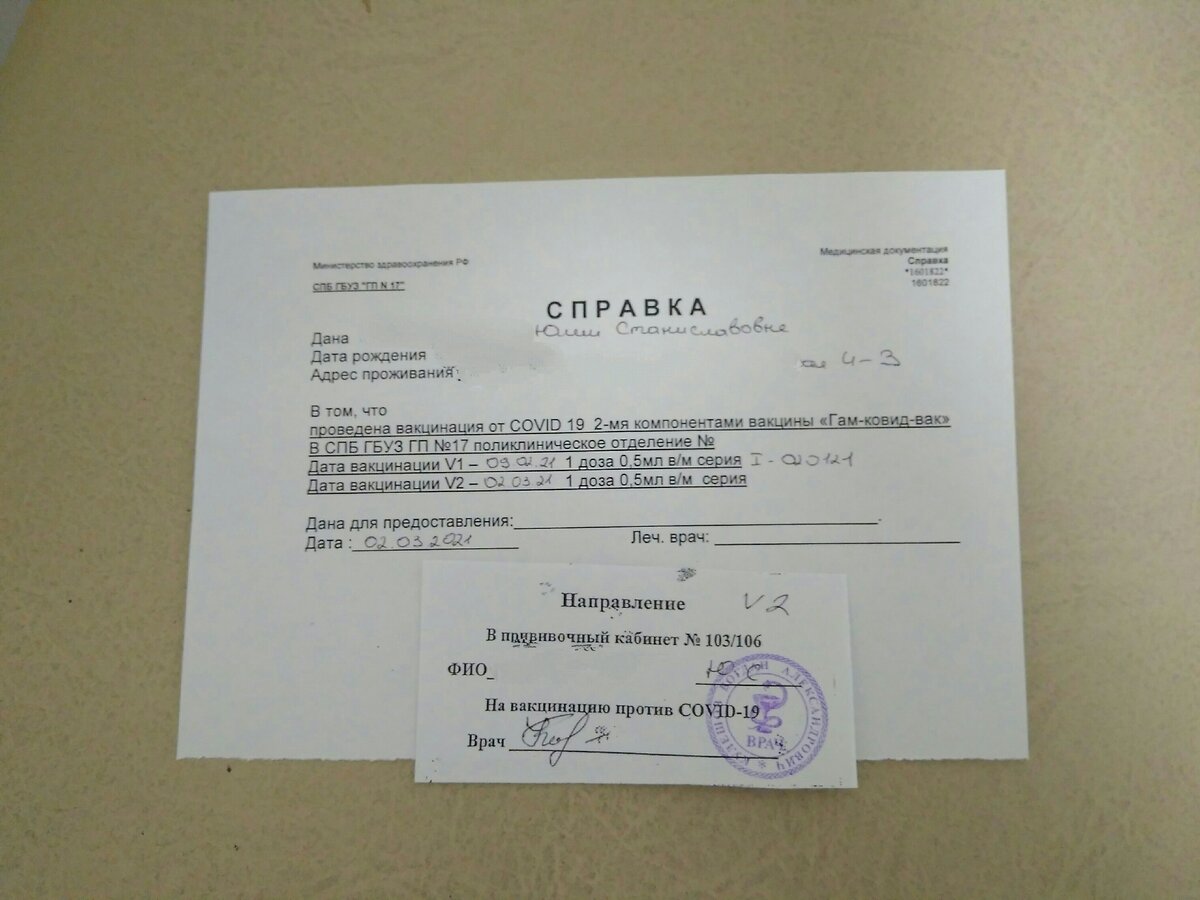 Министерство здравоохранения РФ
СПБ ГБУЗ "ГП N 17"
Медицинская документация
Справка
*1601822*
1601822
СПРАВКА
Дана Юлии Станиславовне
Дата рождения
Адрес проживания: 4-3
В том, что
проведена вакцинация от COVID 19 2-мя компонентами вакцины «Гам-ковид-вак»
В СПБ ГБУЗ ГП №17 поликлиническое отделение №
Дата вакцинации V1 – 09.02.21 1 доза 0,5мл в/м серия I-020121
Дата вакцинации V2 – 02.03.21 1 доза 0,5мл в/м серия
Дана для предоставления:
Дата : 02.03.2021 Леч. врач:
Направление V2
В прививочный кабинет № 103/106
ФИО Ю С
На вакцинацию против COVID-19
Врач
КУЛЕШОВ БОГДАН АЛЕКСАНДРОВИЧ
ВРАЧ